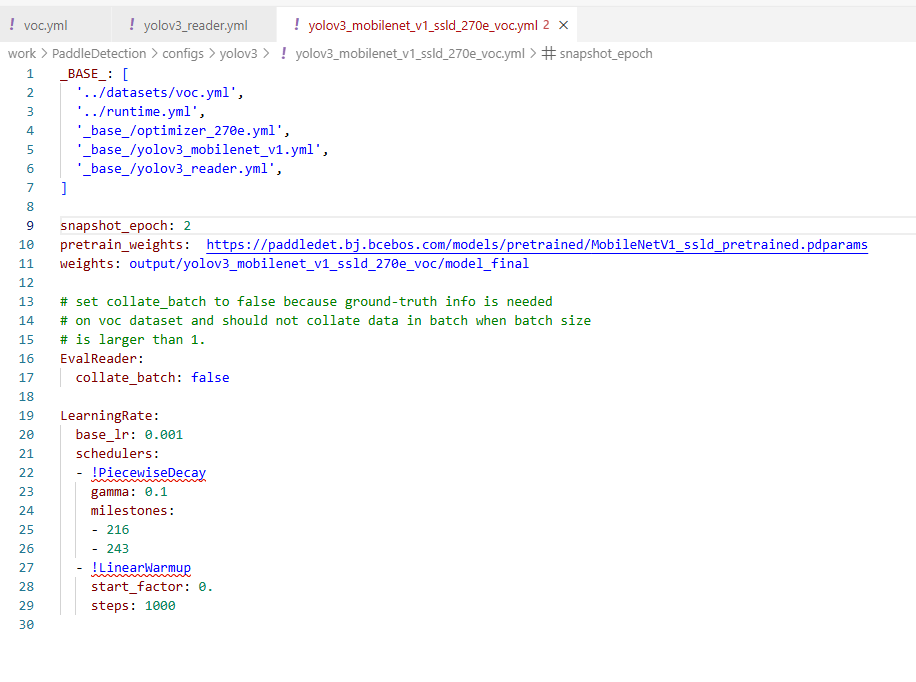 ! voc.yml ! yolov3_reader.yml ! yolov3_mobilenet_v1_ssld_270e_voc.yml 2 ×
work > PaddleDetection > configs > yolov3 > ! yolov3_mobilenet_v1_ssld_270e_voc.yml > # snapshot_epoch
1 _BASE_: [
2 '../datasets/voc.yml',
3 '../runtime.yml',
4 '_base_/optimizer_270e.yml',
5 '_base_/yolov3_mobilenet_v1.yml',
6 '_base_/yolov3_reader.yml',
7 ]
8
9 snapshot_epoch: 2
10 pretrain_weights: https://paddledet.bj.bcebos.com/models/pretrained/MobileNetV1_ssld_pretrained.pdparams
11 weights: output/yolov3_mobilenet_v1_ssld_270e_voc/model_final
12
13 # set collate_batch to false because ground-truth info is needed
14 # on voc dataset and should not collate data in batch when batch size
15 # is larger than 1.
16 EvalReader:
17 collate_batch: false
18
19 LearningRate:
20 base_lr: 0.001
21 schedulers:
22 - !PiecewiseDecay
23 gamma: 0.1
24 milestones:
25 - 216
26 - 243
27 - !LinearWarmup
28 start_factor: 0.
29 steps: 1000
30